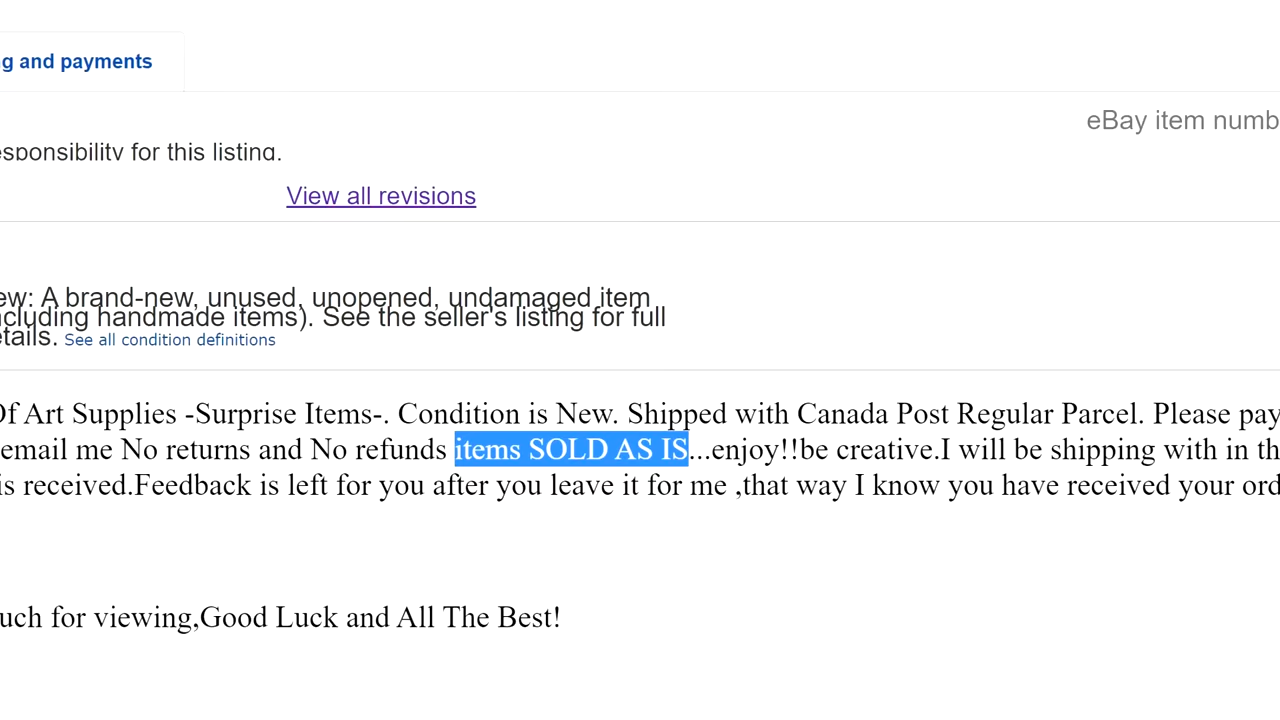 g and payments
eBay item numb
esponsibility for this listing.
View all revisions
ew: A brand-new, unused, unopened, undamaged item
ncluding handmade items). See the seller's listing for full
etails. See all condition definitions
Of Art Supplies -Surprise Items-. Condition is New. Shipped with Canada Post Regular Parcel. Please pay
email me No returns and No refunds items SOLD AS IS...enjoy!!be creative.I will be shipping with in th
is received.Feedback is left for you after you leave it for me ,that way I know you have received your ord
uch for viewing,Good Luck and All The Best!